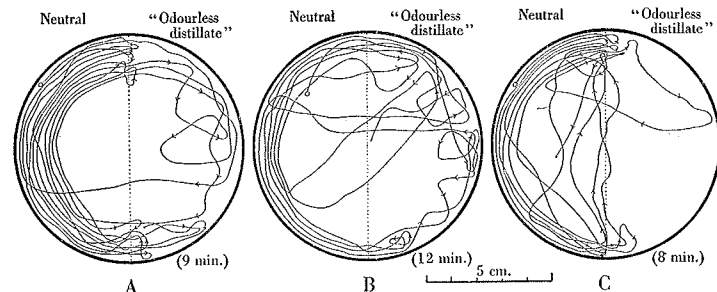 Neutral
“Odourless
distillate”
Neutral
“Odourless
distillate”
Neutral
“Odourless
distillate”
(9 min.)
(12 min.)
(8 min.)
A
B
5 cm.
C